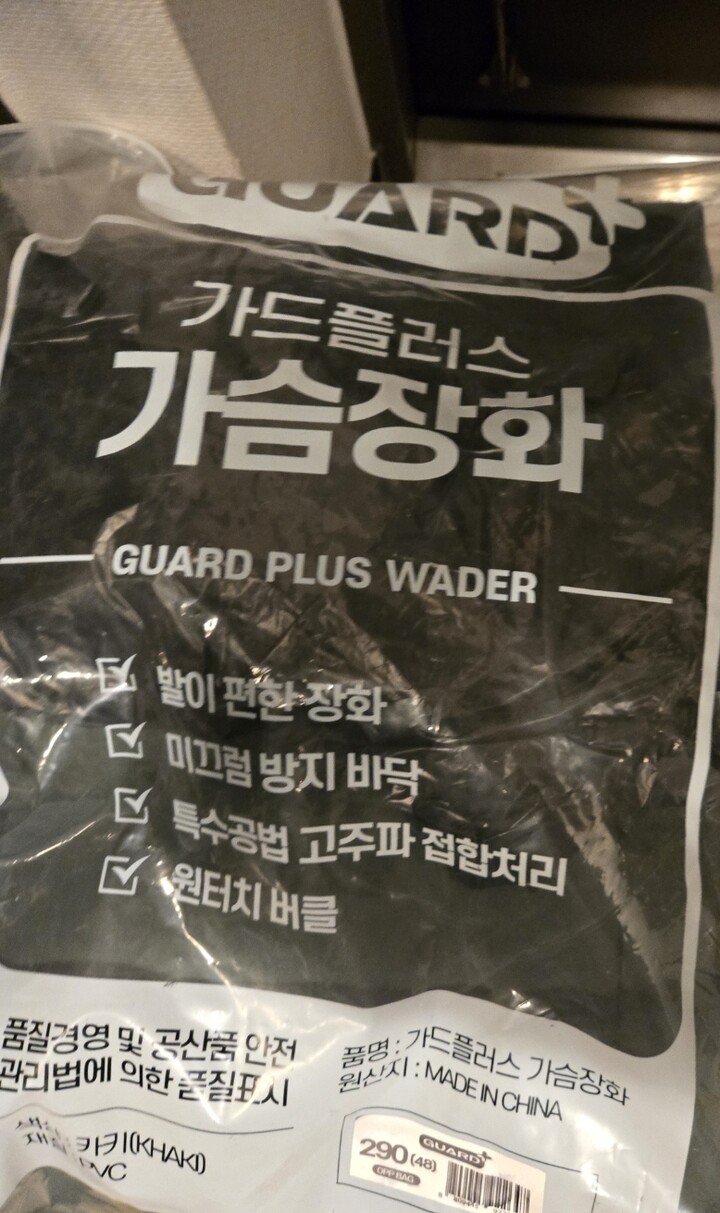 GUARD+
가드플러스
가슴장화
GUARD PLUS WADER
발이 편한 장화
미끄럼 방지 바닥
특수공법 고주파 접합처리
원터치 버클
품질경영 및 공산품 안전
관리법에 의한 품질표시
색상: 카키(KHAKI)
재질: PVC
품명 : 가드플러스 가슴장화
원산지 : MADE IN CHINA
GUARD+
290 (48)
OPP BAG